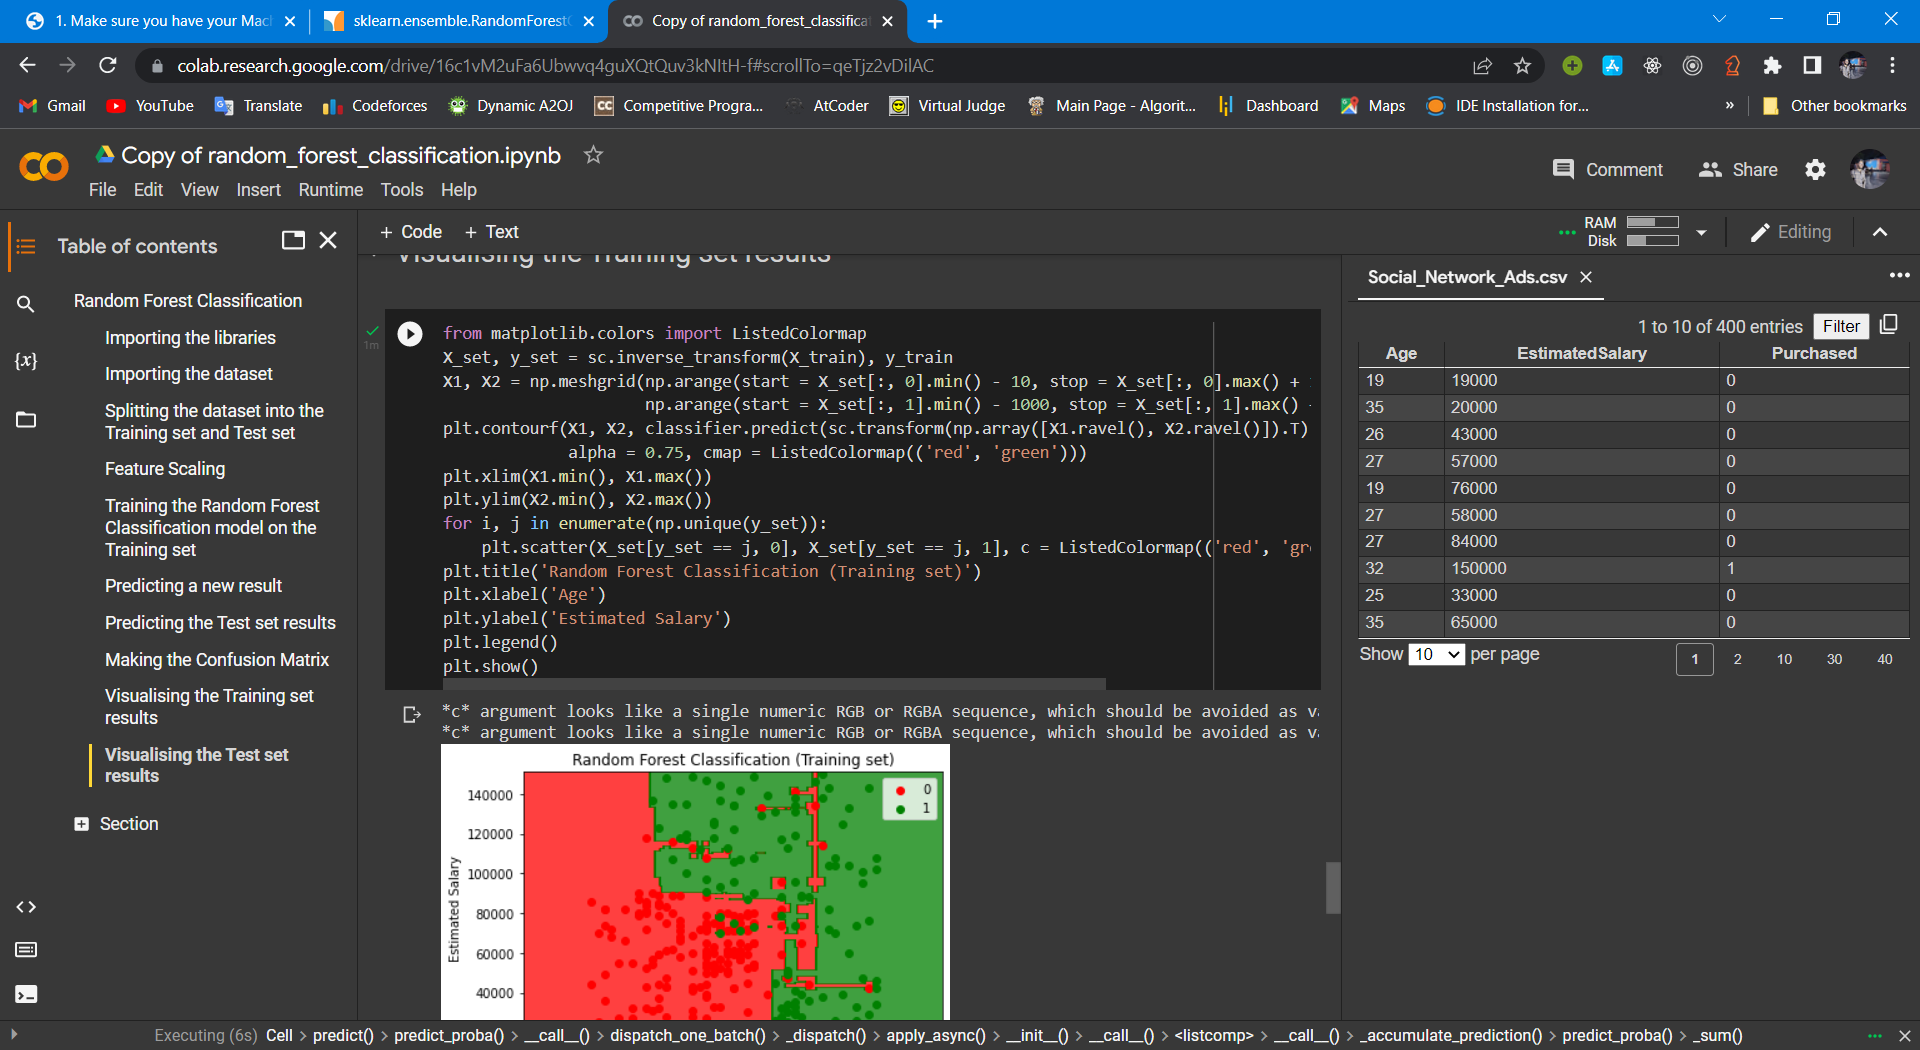 1. Make sure you have your Mac
sklearn.ensemble.RandomForest
Copy of random_forest_classifica
colab.research.google.com/drive/16c1vM2uFa6Ubwvq4guXQtQuv3kNItH-f#scrollTo=qeTjz2vDilAC
Gmail YouTube Translate Codeforces Dynamic A2OJ Competitive Progra... AtCoder Virtual Judge Main Page - Algorit... Dashboard Maps IDE Installation for... » Other bookmarks
Copy of random_forest_classification.ipynb
File Edit View Insert Runtime Tools Help
Comment Share
Table of contents
+ Code + Text
RAM
Disk
Editing
Random Forest Classification
Importing the libraries
Importing the dataset
Splitting the dataset into the
Training set and Test set
Feature Scaling
Training the Random Forest
Classification model on the
Training set
Predicting a new result
Predicting the Test set results
Making the Confusion Matrix
Visualising the Training set
results
Visualising the Test set
results
Section
{x}
Visualising the Training set results
1m
from matplotlib.colors import ListedColormap
X_set, y_set = sc.inverse_transform(X_train), y_train
X1, X2 = np.meshgrid(np.arange(start = X_set[:, 0].min() - 10, stop = X_set[:, 0].max() +
np.arange(start = X_set[:, 1].min() - 1000, stop = X_set[:, 1].max() -
plt.contourf(X1, X2, classifier.predict(sc.transform(np.array([X1.ravel(), X2.ravel()]).T)
alpha = 0.75, cmap = ListedColormap(('red', 'green')))
plt.xlim(X1.min(), X1.max())
plt.ylim(X2.min(), X2.max())
for i, j in enumerate(np.unique(y_set)):
plt.scatter(X_set[y_set == j, 0], X_set[y_set == j, 1], c = ListedColormap(('red', 'gr
plt.title('Random Forest Classification (Training set)')
plt.xlabel('Age')
plt.ylabel('Estimated Salary')
plt.legend()
plt.show()
*c* argument looks like a single numeric RGB or RGBA sequence, which should be avoided as v
*c* argument looks like a single numeric RGB or RGBA sequence, which should be avoided as v
Random Forest Classification (Training set)
0
1
140000
120000
100000
80000
60000
40000
Estimated Salary
Social_Network_Ads.csv
1 to 10 of 400 entries Filter
Age EstimatedSalary Purchased
19 19000 0
35 20000 0
26 43000 0
27 57000 0
19 76000 0
27 58000 0
27 84000 0
32 150000 1
25 33000 0
35 65000 0
Show 10 per page
1 2 10 30 40
Executing (6s) Cell > predict() > predict_proba() > __call__() > dispatch_one_batch() > _dispatch() > apply_async() > __init__() > __call__() > <listcomp> > __call__() > _accumulate_prediction() > predict_proba() > _sum()